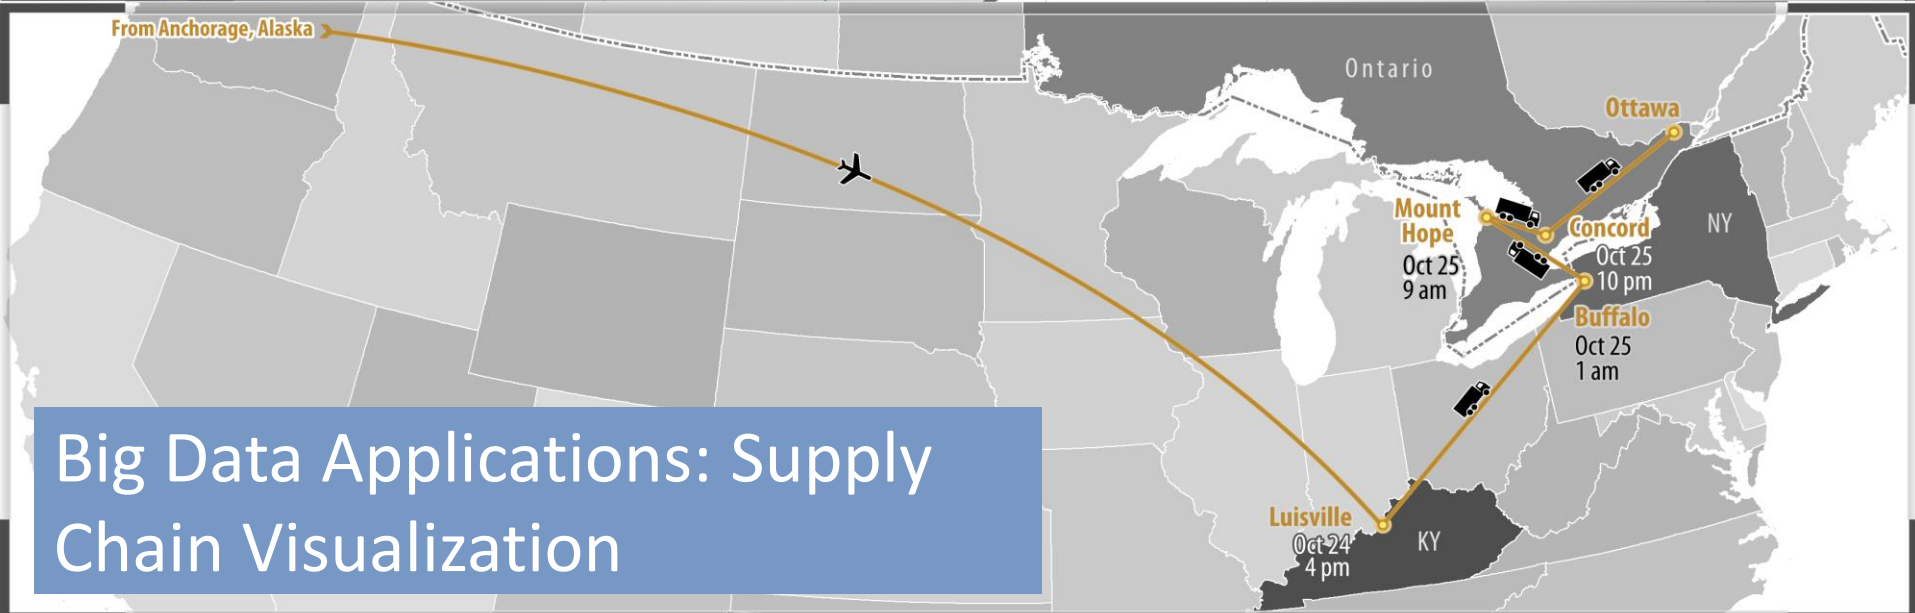 From Anchorage, Alaska
Ontario
Ottawa
Mount
Hope
Oct 25
9 am
Concord
Oct 25
10 pm
NY
Buffalo
Oct 25
1 am
Luisville
Oct 24
4 pm
KY
Big Data Applications: Supply
Chain Visualization